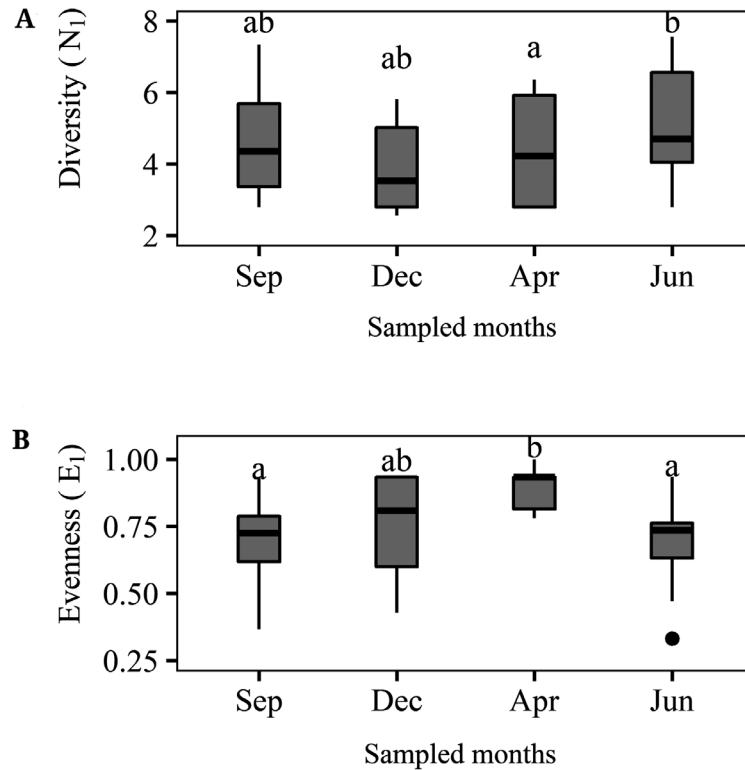 A
Diversity ( N₁)
8
6
4
2
ab
ab
a
b
Sep Dec Apr Jun
Sampled months
B
Evenness ( E₁)
1.00
0.75
0.50
0.25
a
ab
b
a
Sep Dec Apr Jun
Sampled months